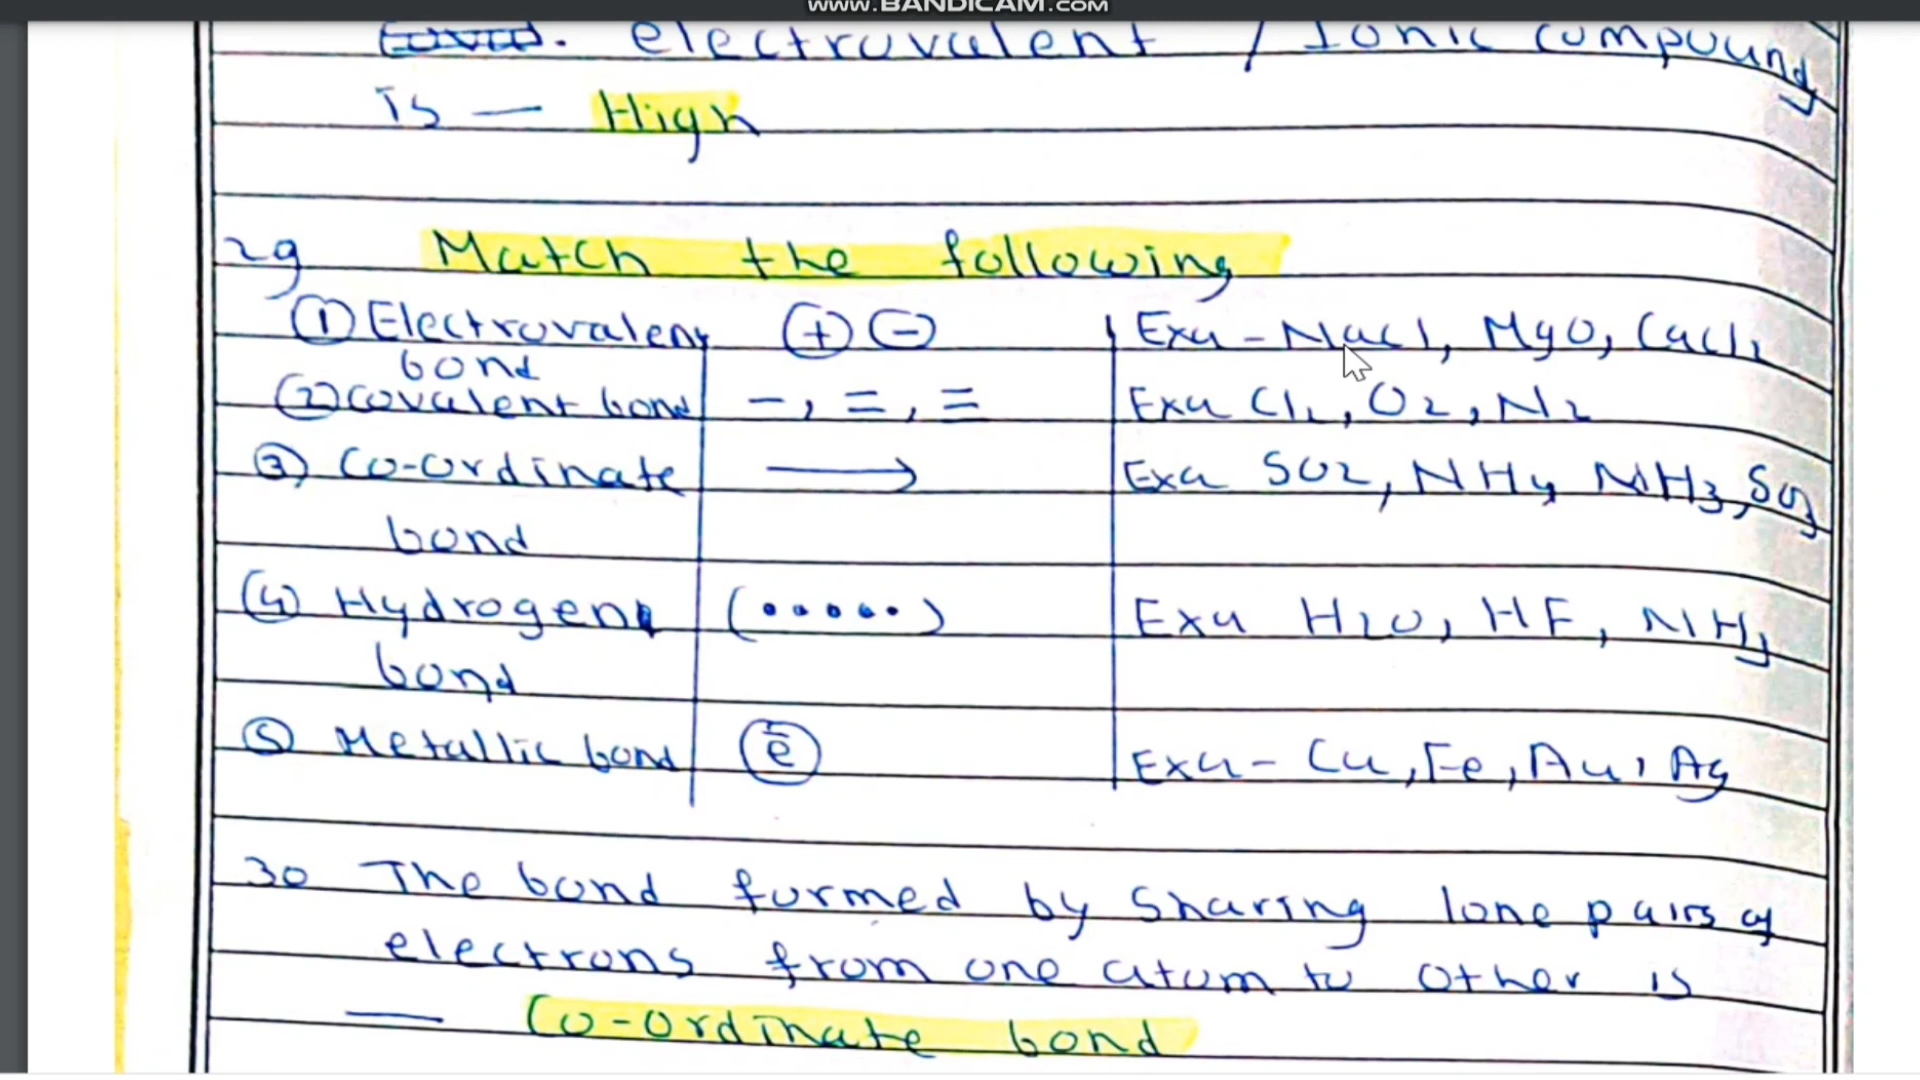 www.BANDICAM.com
electrovalent / Ionic compound
is — High
29 Match the following
(1) Electrovalent bond + - Exa - NaCl, MgO, CaCl2
(2) Covalent bond -, =, = Exa Cl2, O2, N2
(3) Co-ordinate bond → Exa SO2, NH4 NH3, SO3
(4) Hydrogen bond (.....) Exa H2O, HF, NH3
(5) Metallic bond ē Exa - Cu, Fe, Au, Ag
30 The bond formed by sharing lone pairs of
electrons from one atom to other is
— Co-ordinate bond